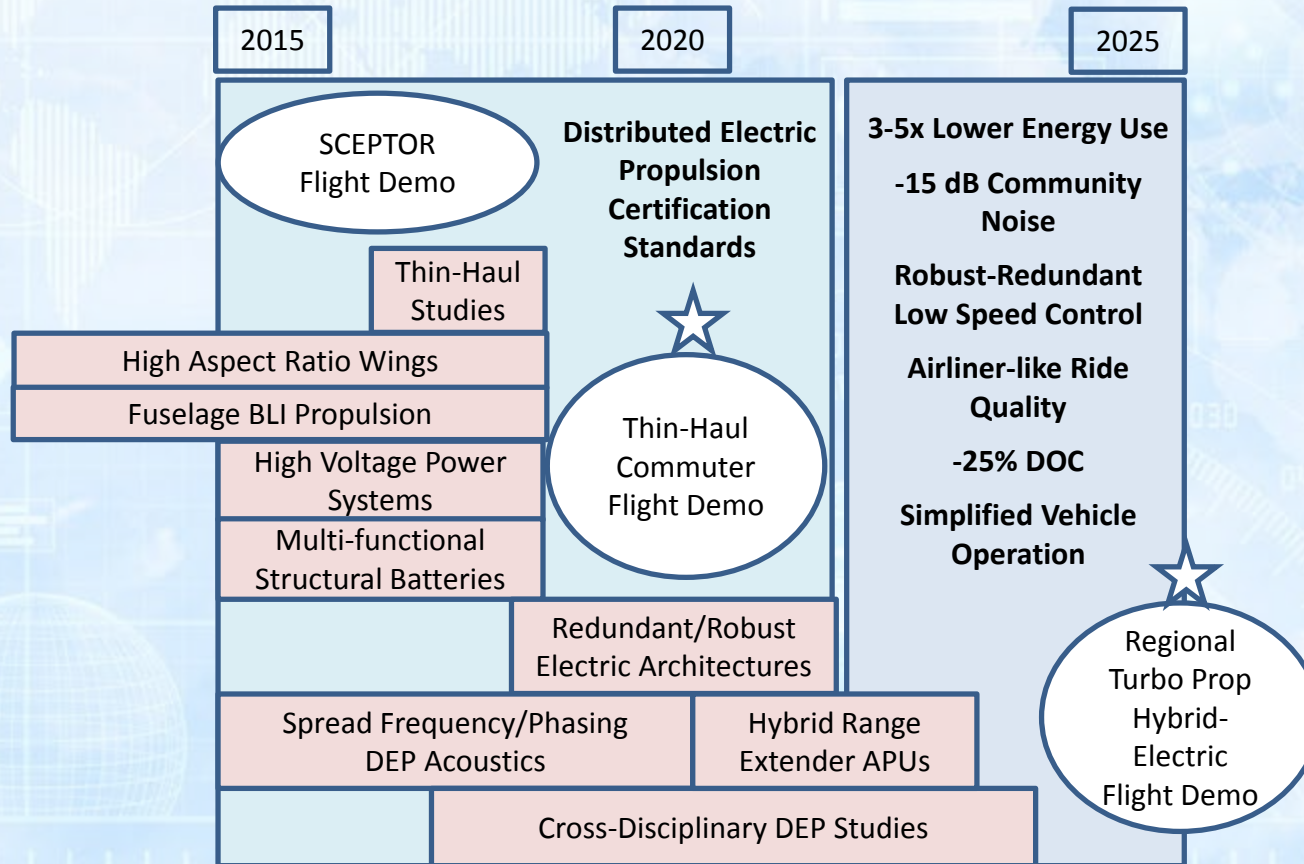 2015
2020
2025
SCEPTOR
Flight Demo
Distributed Electric
Propulsion
Certification
Standards
3-5x Lower Energy Use
-15 dB Community
Noise
Robust-Redundant
Low Speed Control
Airliner-like Ride
Quality
-25% DOC
Simplified Vehicle
Operation
Thin-Haul
Studies
High Aspect Ratio Wings
Fuselage BLI Propulsion
High Voltage Power
Systems
Multi-functional
Structural Batteries
Thin-Haul
Commuter
Flight Demo
Redundant/Robust
Electric Architectures
Spread Frequency/Phasing
DEP Acoustics
Hybrid Range
Extender APUs
Cross-Disciplinary DEP Studies
Regional
Turbo Prop
Hybrid-
Electric
Flight Demo